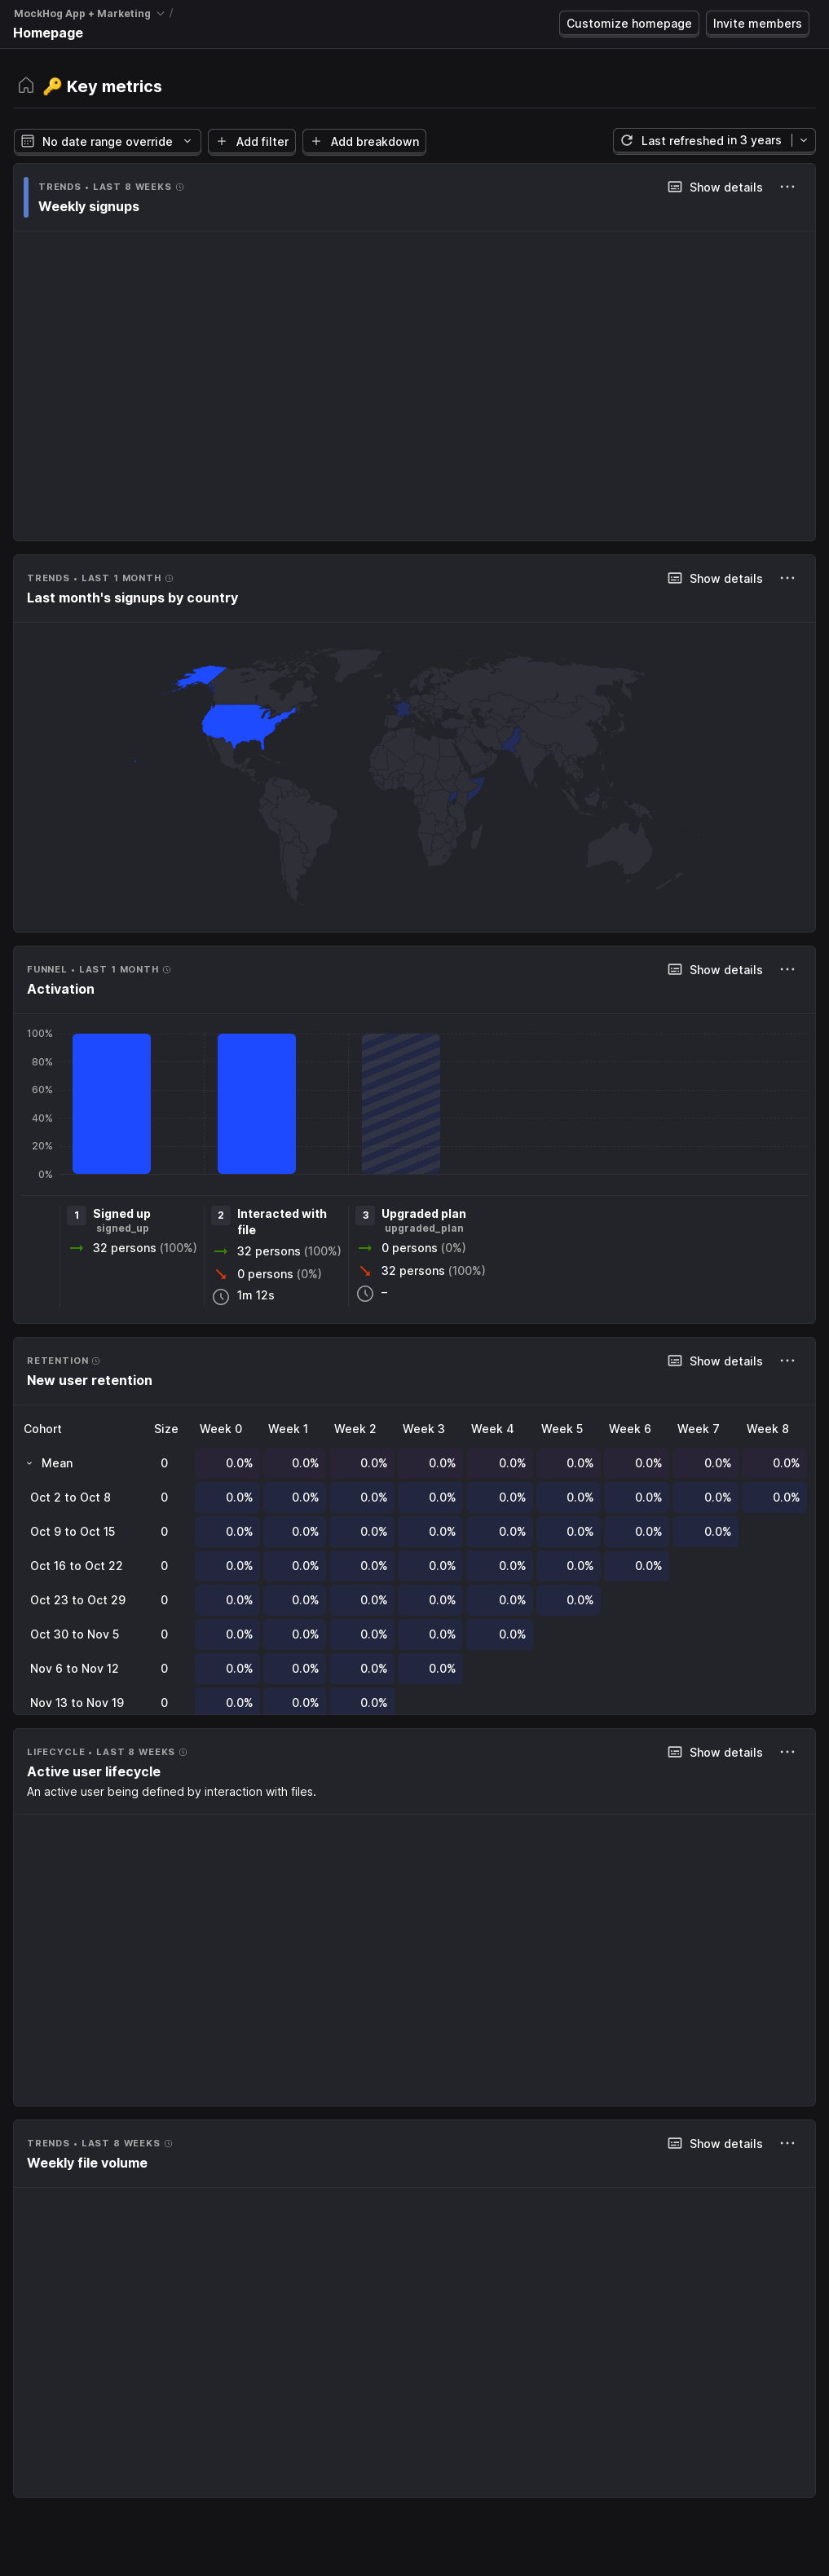 MockHog App + Marketing /
Homepage
Customize homepage
Invite members
🔑 Key metrics
No date range override
Add filter
Add breakdown
Last refreshed in 3 years
TRENDS • LAST 8 WEEKS
Show details
Weekly signups
TRENDS • LAST 1 MONTH
Show details
Last month's signups by country
FUNNEL • LAST 1 MONTH
Show details
Activation
100%
80%
60%
40%
20%
0%
1 Signed up
signed_up
32 persons (100%)
2 Interacted with
file
32 persons (100%)
0 persons (0%)
1m 12s
3 Upgraded plan
upgraded_plan
0 persons (0%)
32 persons (100%)
–
RETENTION
Show details
New user retention
Cohort Size Week 0 Week 1 Week 2 Week 3 Week 4 Week 5 Week 6 Week 7 Week 8
Mean 0 0.0% 0.0% 0.0% 0.0% 0.0% 0.0% 0.0% 0.0% 0.0%
Oct 2 to Oct 8 0 0.0% 0.0% 0.0% 0.0% 0.0% 0.0% 0.0% 0.0% 0.0%
Oct 9 to Oct 15 0 0.0% 0.0% 0.0% 0.0% 0.0% 0.0% 0.0% 0.0%
Oct 16 to Oct 22 0 0.0% 0.0% 0.0% 0.0% 0.0% 0.0% 0.0%
Oct 23 to Oct 29 0 0.0% 0.0% 0.0% 0.0% 0.0% 0.0%
Oct 30 to Nov 5 0 0.0% 0.0% 0.0% 0.0% 0.0%
Nov 6 to Nov 12 0 0.0% 0.0% 0.0% 0.0%
Nov 13 to Nov 19 0 0.0% 0.0% 0.0%
LIFECYCLE • LAST 8 WEEKS
Show details
Active user lifecycle
An active user being defined by interaction with files.
TRENDS • LAST 8 WEEKS
Show details
Weekly file volume